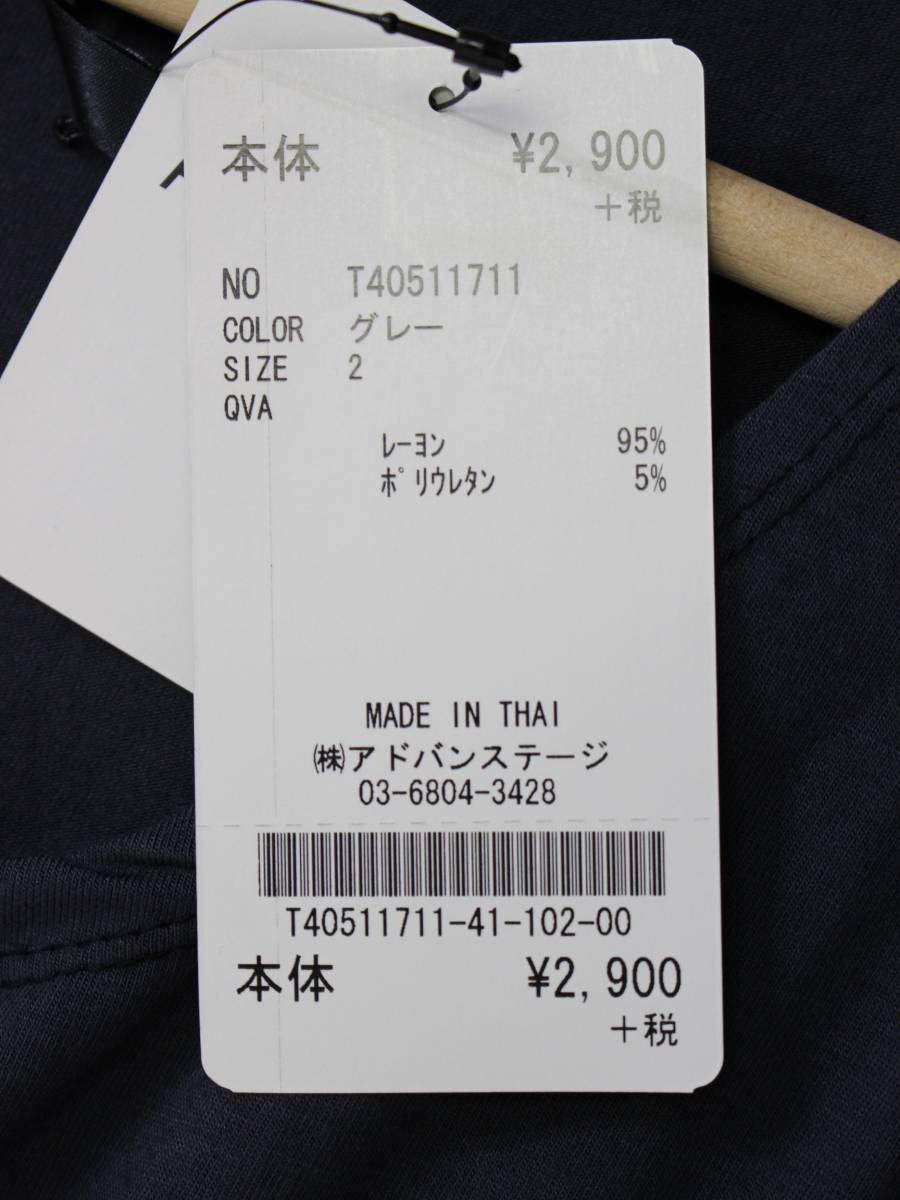 本体 ¥2,900
+税
NO T40511711
COLOR グレー
SIZE 2
QVA
ﾚｰﾖﾝ 95%
ﾎﾟﾘｳﾚﾀﾝ 5%
MADE IN THAI
㈱アドバンステージ
03-6804-3428
T40511711-41-102-00
本体 ¥2,900
+税